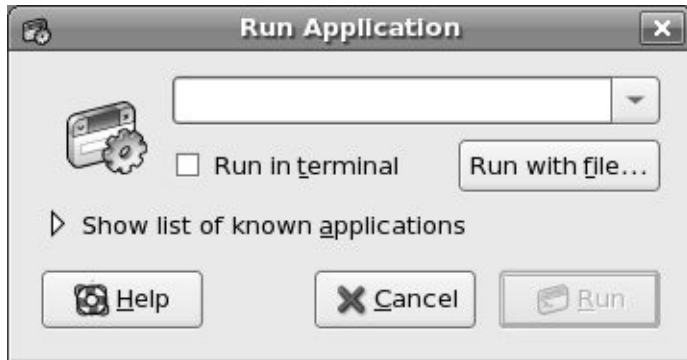 Run Application
Run in terminal
Run with file...
Show list of known applications
Help
Cancel
Run